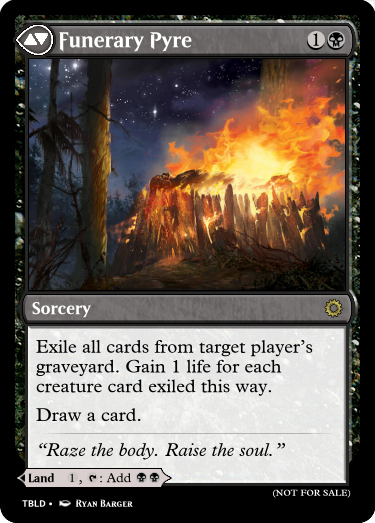 Funerary Pyre 1
Sorcery
Exile all cards from target player's
graveyard. Gain 1 life for each
creature card exiled this way.
Draw a card.
“Raze the body. Raise the soul.”
Land 1 , : Add
(NOT FOR SALE)
TBLD • Ryan Barger